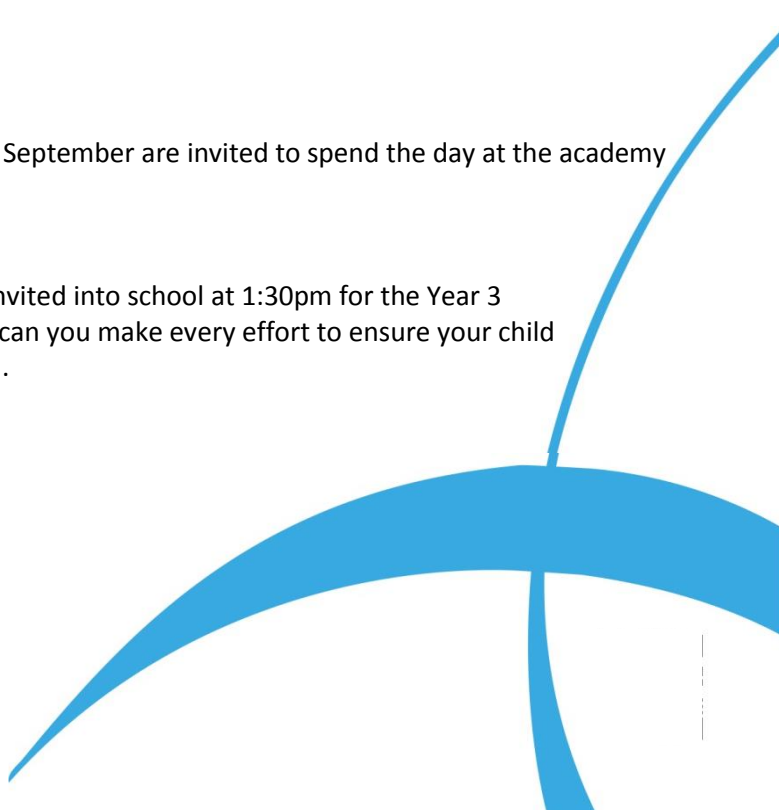 September are invited to spend the day at the academy
nvited into school at 1:30pm for the Year 3
can you make every effort to ensure your child
.